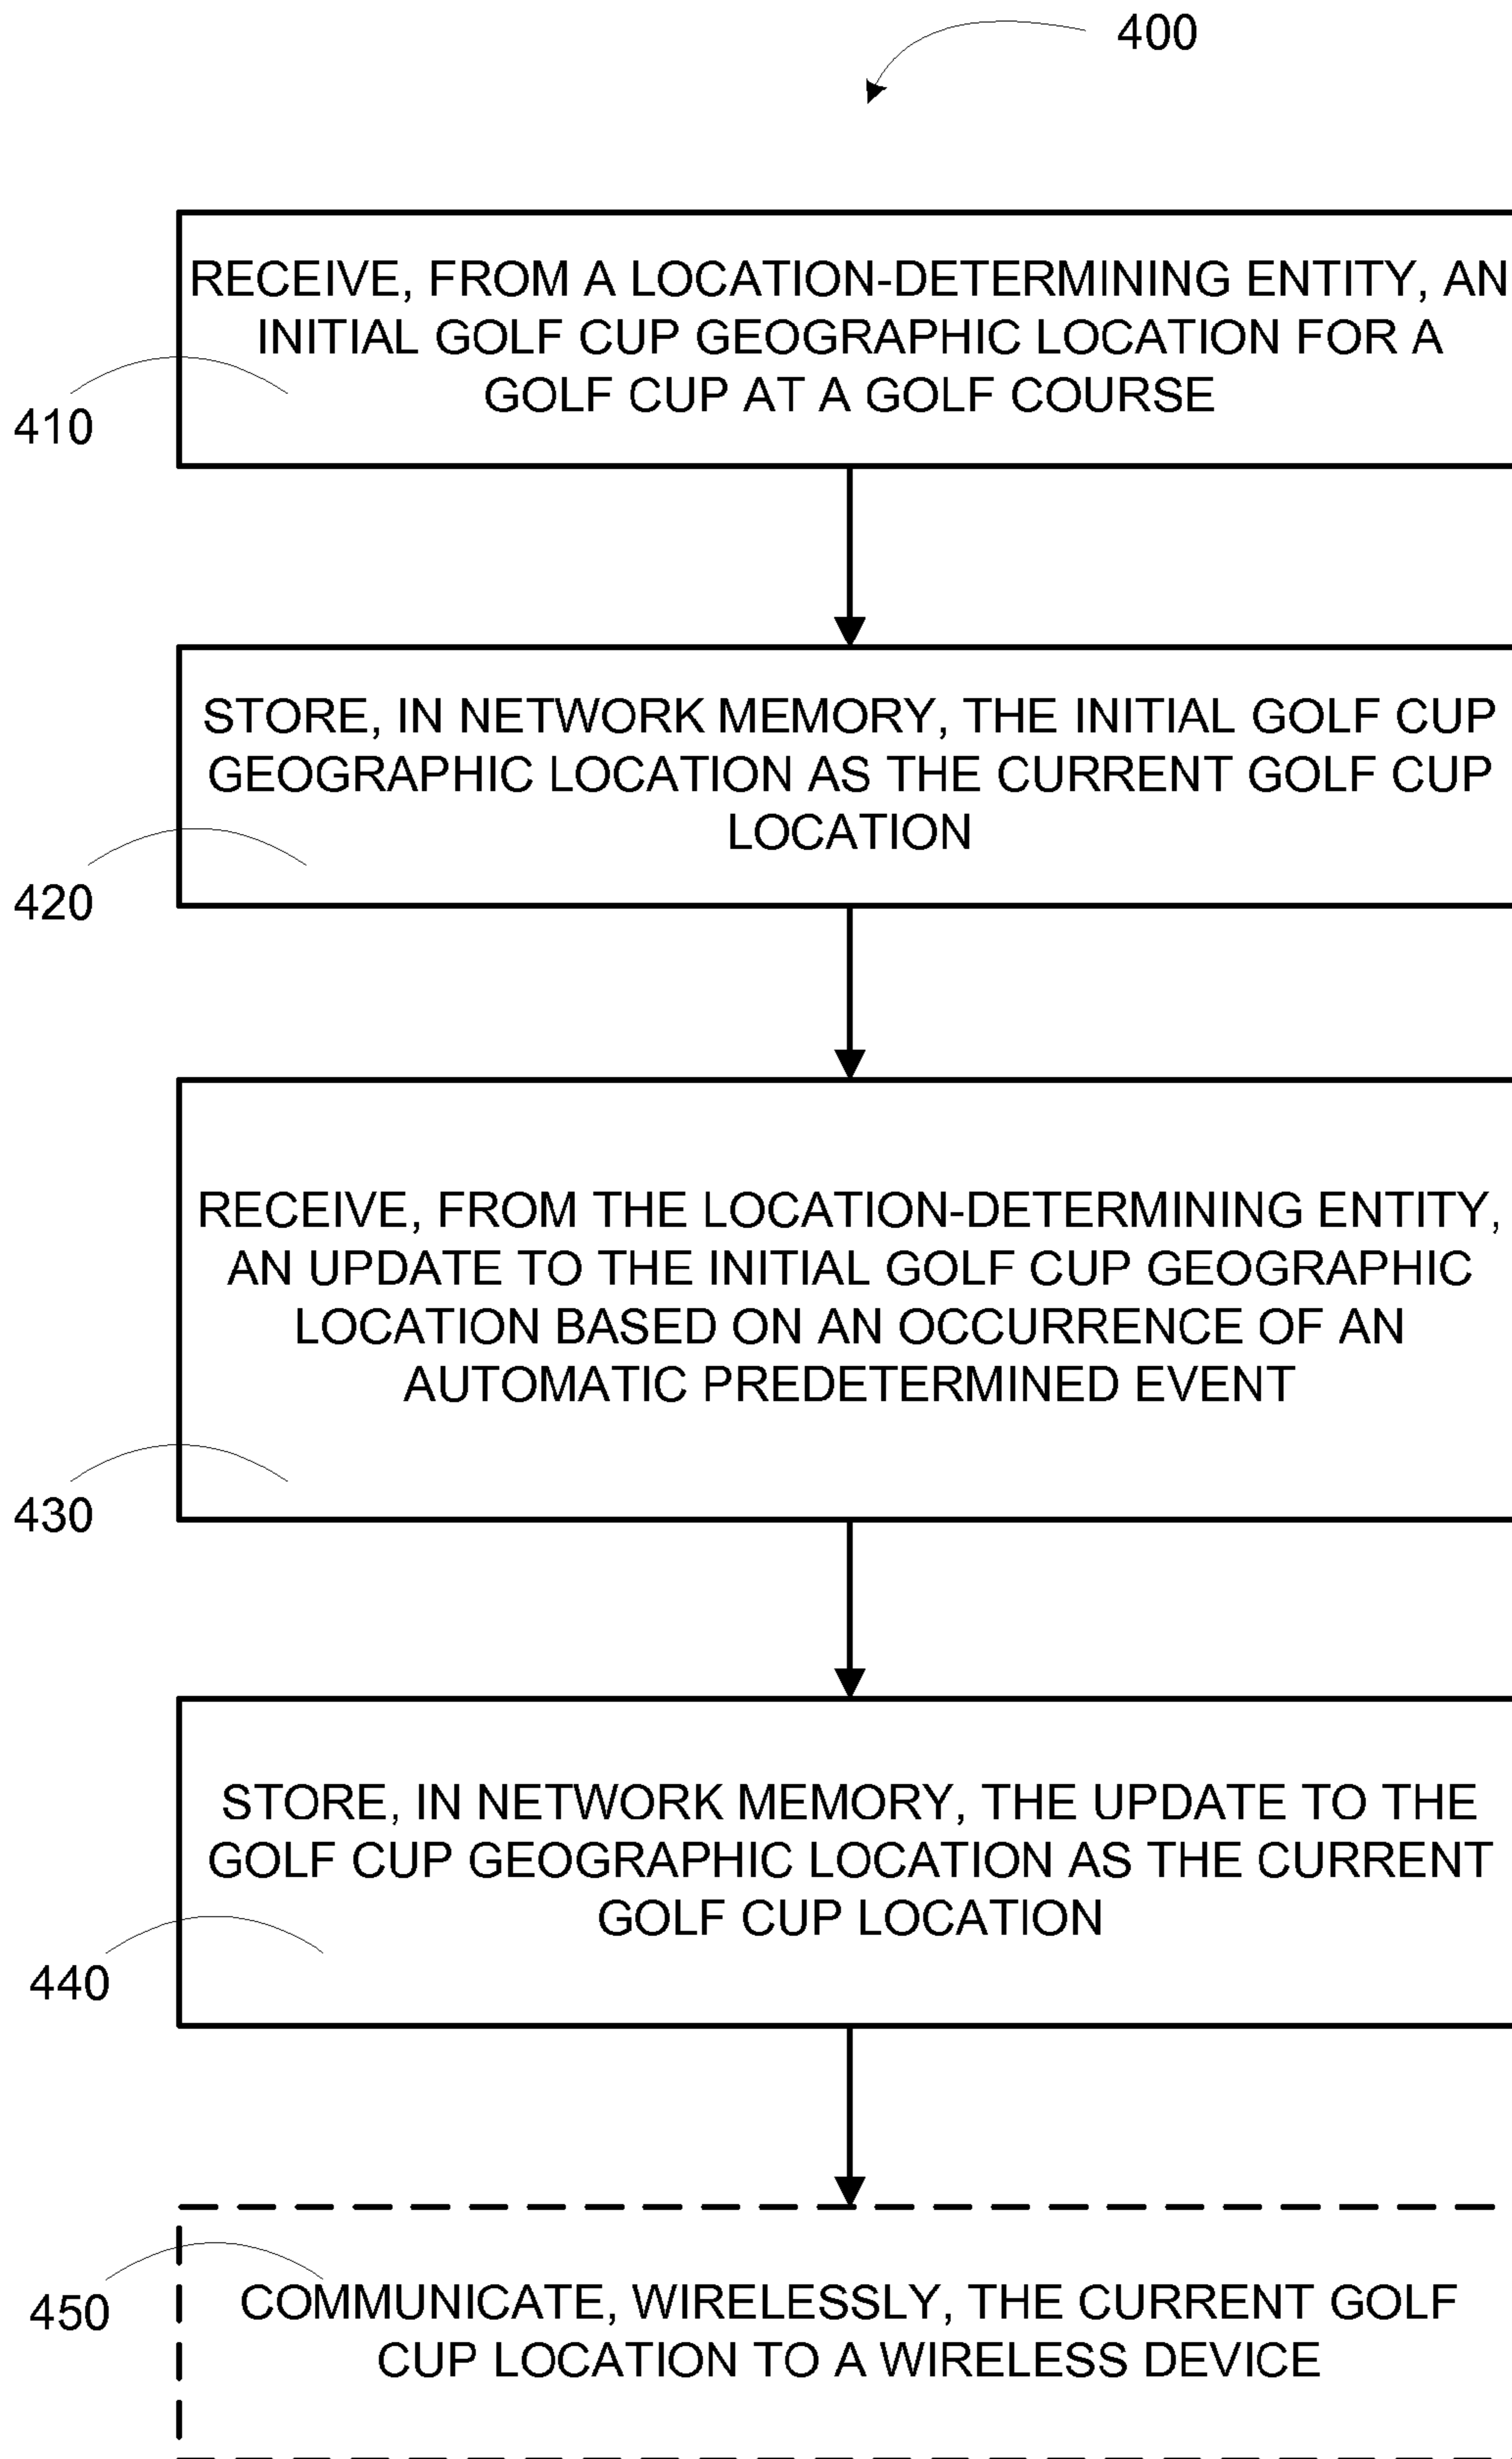 400
RECEIVE, FROM A LOCATION-DETERMINING ENTITY, AN
INITIAL GOLF CUP GEOGRAPHIC LOCATION FOR A
GOLF CUP AT A GOLF COURSE
410
STORE, IN NETWORK MEMORY, THE INITIAL GOLF CUP
GEOGRAPHIC LOCATION AS THE CURRENT GOLF CUP
LOCATION
420
RECEIVE, FROM THE LOCATION-DETERMINING ENTITY,
AN UPDATE TO THE INITIAL GOLF CUP GEOGRAPHIC
LOCATION BASED ON AN OCCURRENCE OF AN
AUTOMATIC PREDETERMINED EVENT
430
STORE, IN NETWORK MEMORY, THE UPDATE TO THE
GOLF CUP GEOGRAPHIC LOCATION AS THE CURRENT
GOLF CUP LOCATION
440
COMMUNICATE, WIRELESSLY, THE CURRENT GOLF
CUP LOCATION TO A WIRELESS DEVICE
450